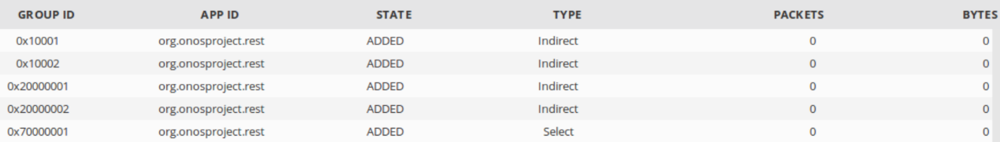 GROUP ID APP ID STATE TYPE PACKETS BYTES
0x10001 org.onosproject.rest ADDED Indirect 0 0
0x10002 org.onosproject.rest ADDED Indirect 0 0
0x20000001 org.onosproject.rest ADDED Indirect 0 0
0x20000002 org.onosproject.rest ADDED Indirect 0 0
0x70000001 org.onosproject.rest ADDED Select 0 0